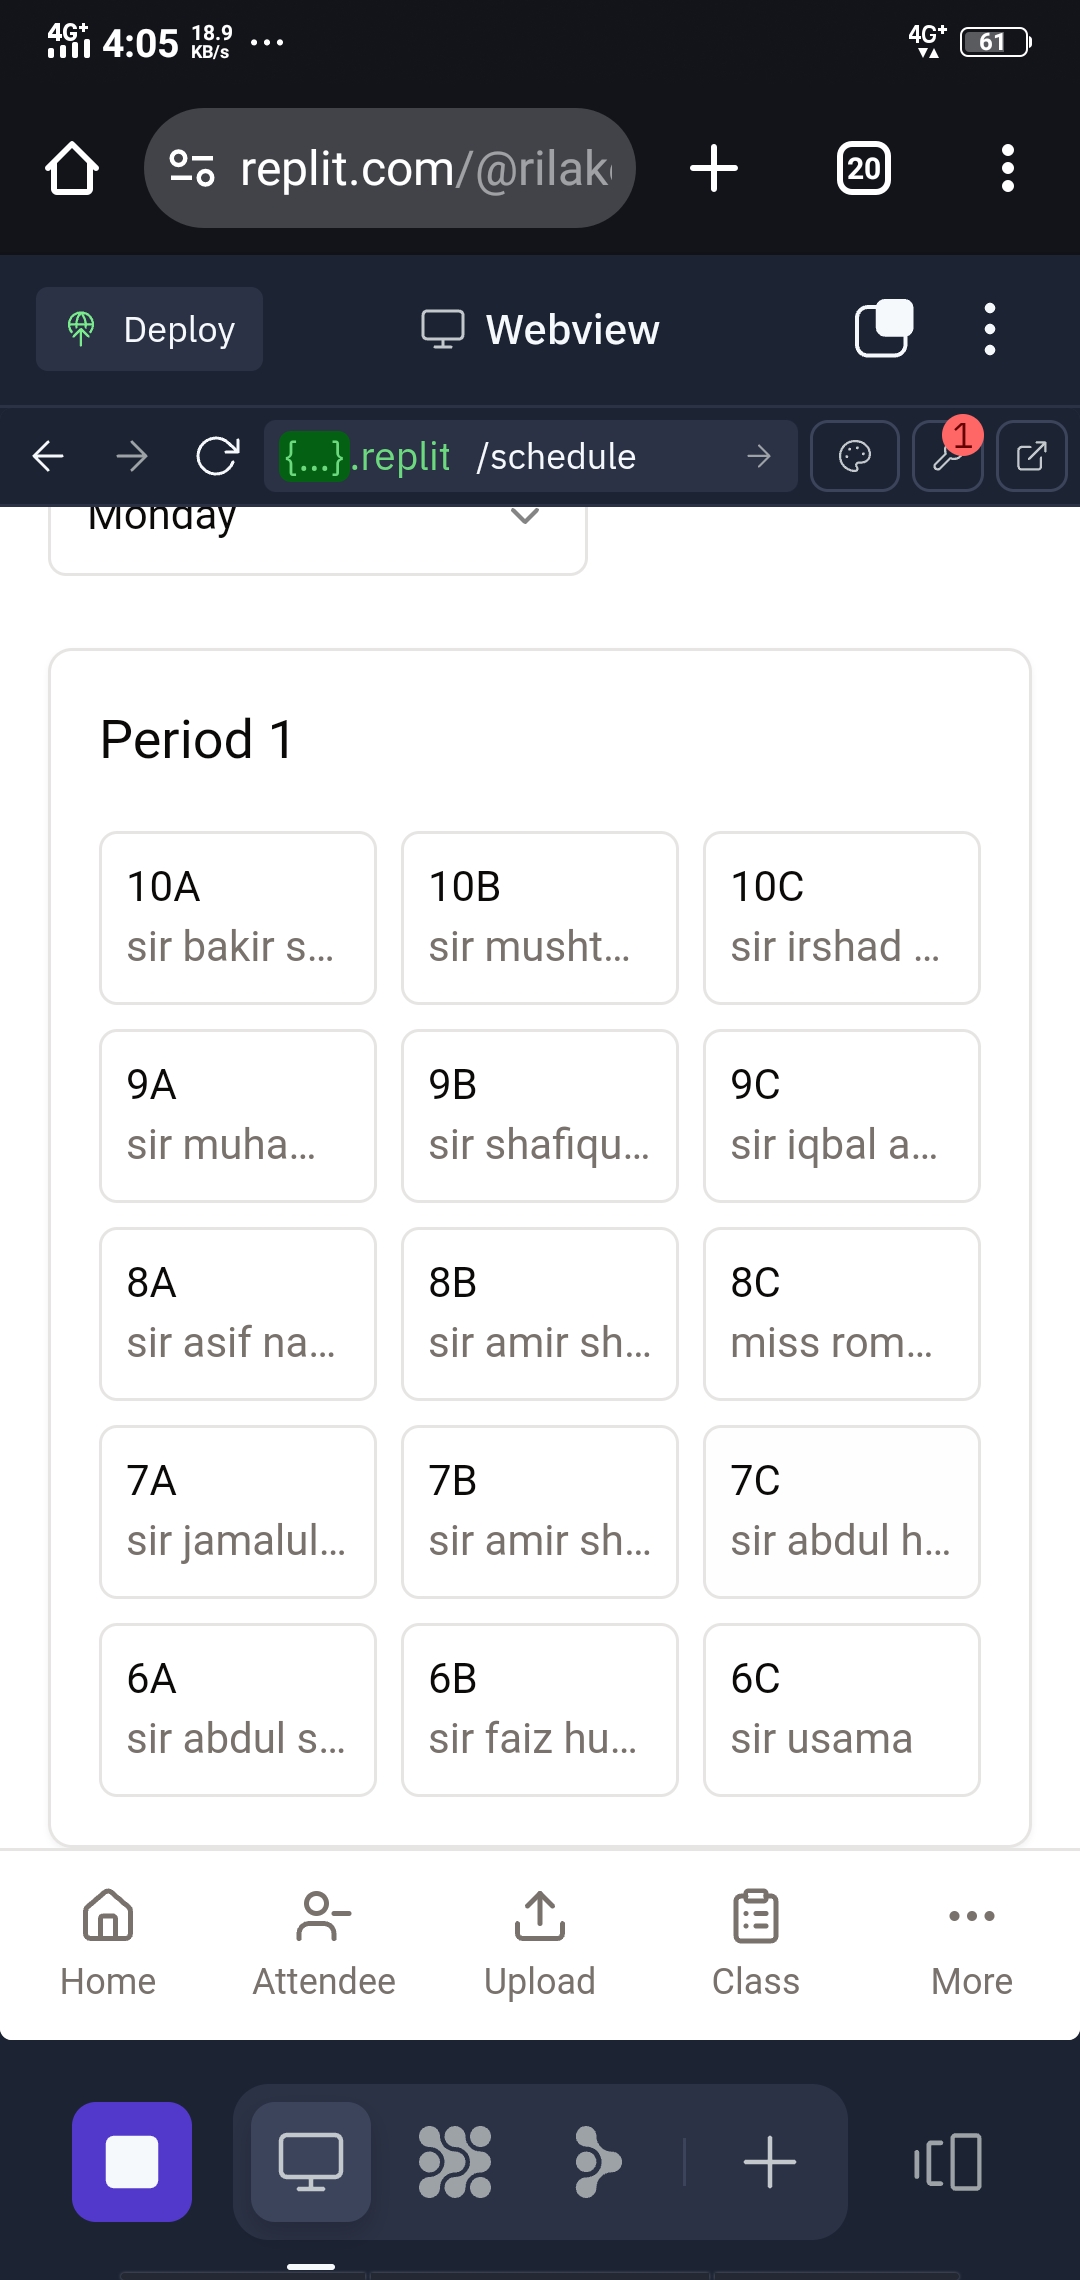 4G+ 4:05 18.9 KB/s ... 4G+ 61
replit.com/@rilak 20
Deploy Webview
{...}.replit /schedule 1
Monday
Period 1
10A 10B 10C
sir bakir s... sir musht... sir irshad ...
9A 9B 9C
sir muha... sir shafiqu... sir iqbal a...
8A 8B 8C
sir asif na... sir amir sh... miss rom...
7A 7B 7C
sir jamalul... sir amir sh... sir abdul h...
6A 6B 6C
sir abdul s... sir faiz hu... sir usama
Home Attendee Upload Class More